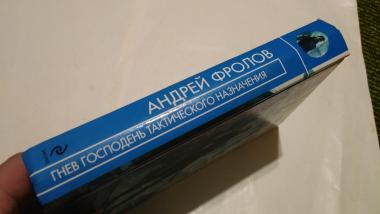 АНДРЕЙ ФРОЛОВ
ГНЕВ ГОСПОДЕНЬ ТАКТИЧЕСКОГО НАЗНАЧЕНИЯ